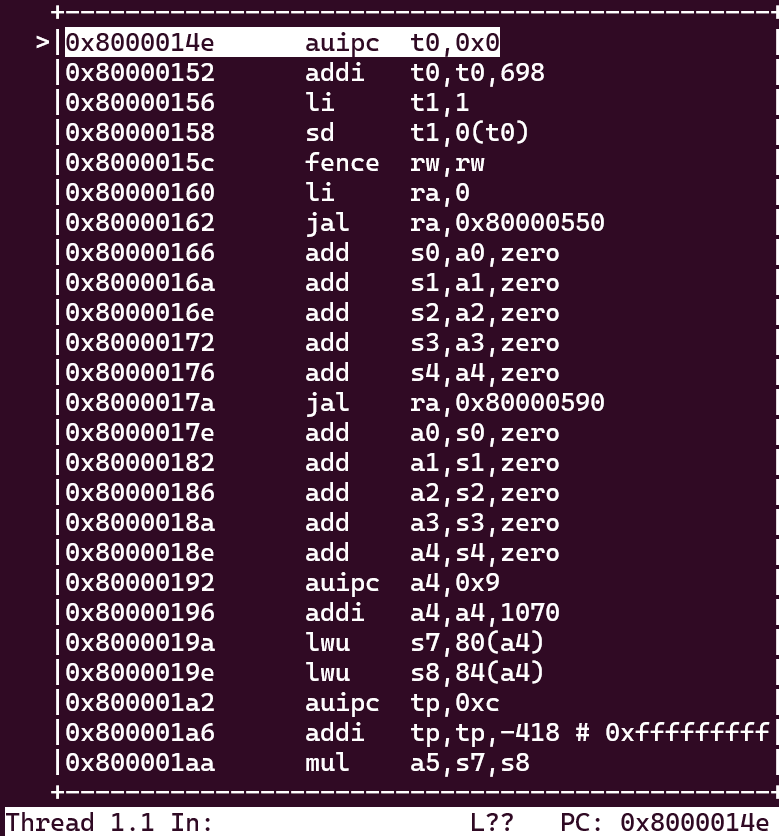 >0x8000014e auipc t0,0x0
0x80000152 addi t0,t0,698
0x80000156 li t1,1
0x80000158 sd t1,0(t0)
0x8000015c fence rw,rw
0x80000160 li ra,0
0x80000162 jal ra,0x80000550
0x80000166 add s0,a0,zero
0x8000016a add s1,a1,zero
0x8000016e add s2,a2,zero
0x80000172 add s3,a3,zero
0x80000176 add s4,a4,zero
0x8000017a jal ra,0x80000590
0x8000017e add a0,s0,zero
0x80000182 add a1,s1,zero
0x80000186 add a2,s2,zero
0x8000018a add a3,s3,zero
0x8000018e add a4,s4,zero
0x80000192 auipc a4,0x9
0x80000196 addi a4,a4,1070
0x8000019a lwu s7,80(a4)
0x8000019e lwu s8,84(a4)
0x800001a2 auipc tp,0xc
0x800001a6 addi tp,tp,-418 # 0xfffffffff
0x800001aa mul a5,s7,s8
Thread 1.1 In: L?? PC: 0x8000014e